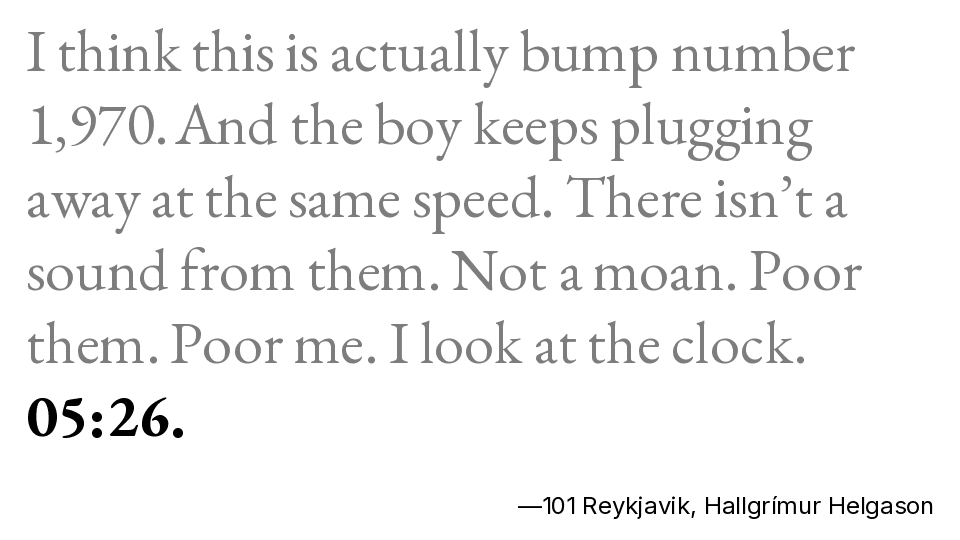 I think this is actually bump number
1,970. And the boy keeps plugging
away at the same speed. There isn’t a
sound from them. Not a moan. Poor
them. Poor me. I look at the clock.
05:26.
—101 Reykjavik, Hallgrímur Helgason